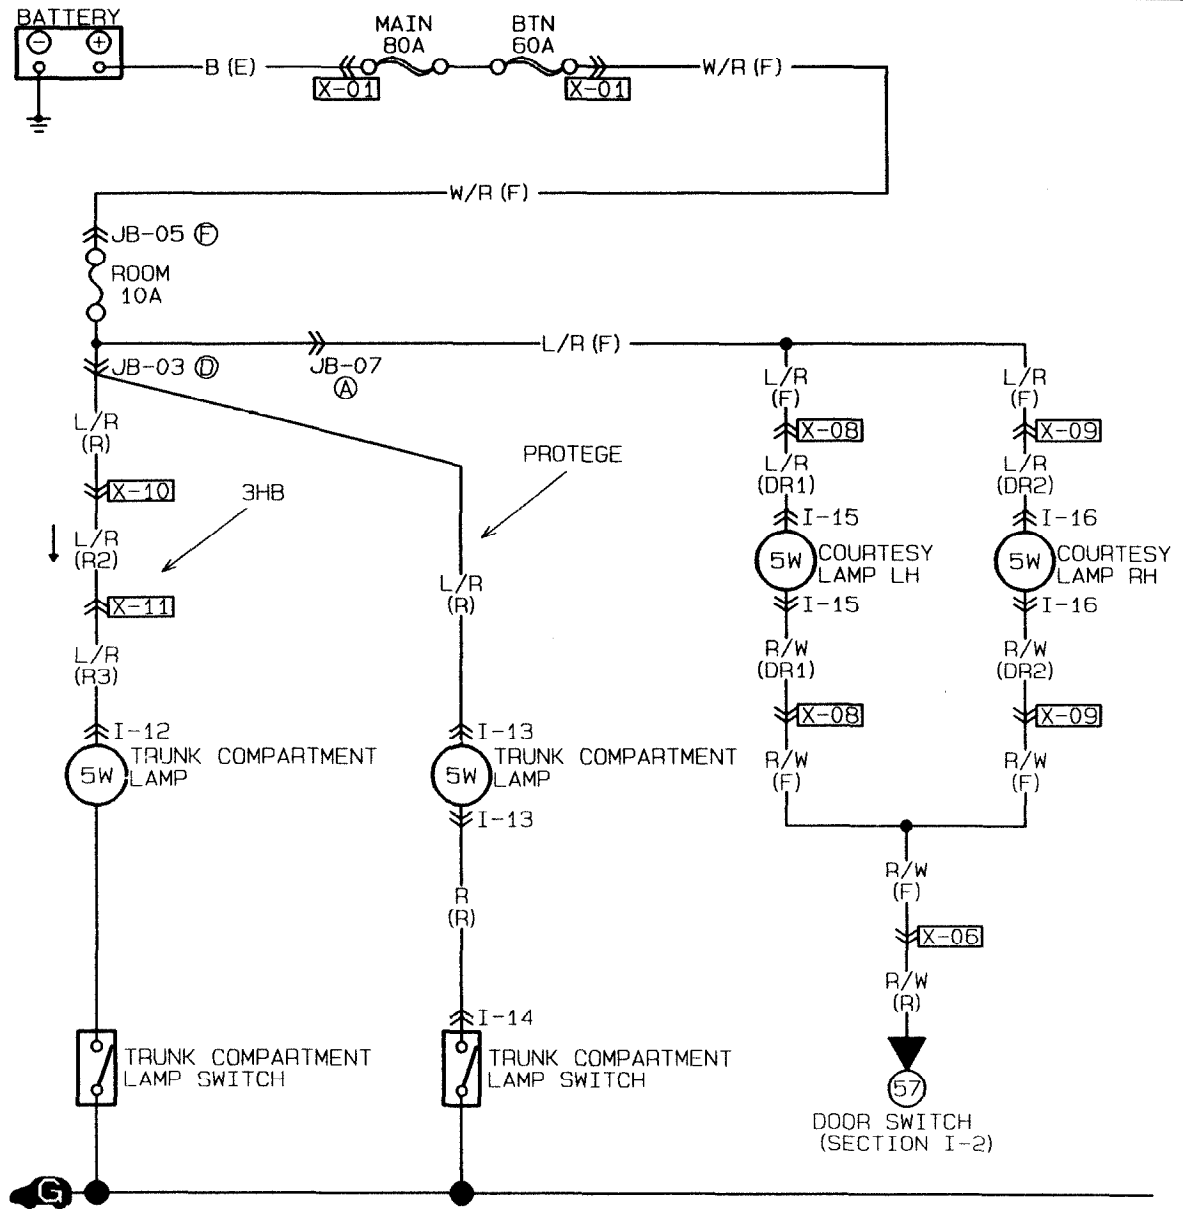 BATTERY
MAIN
80A
BTN
60A
- +
B (E)
X-01
X-01
W/R (F)
W/R (F)
JB-05 F
ROOM
10A
L/R (F)
JB-03 D
JB-07
A
L/R
(R)
X-10
L/R
(R2)
X-11
L/R
(R3)
3HB
PROTEGE
L/R
(R)
L/R
(F)
X-08
L/R
(DR1)
I-15
5W
COURTESY
LAMP LH
I-15
R/W
(DR1)
X-08
R/W
(F)
L/R
(F)
X-09
L/R
(DR2)
I-16
5W
COURTESY
LAMP RH
I-16
R/W
(DR2)
X-09
R/W
(F)
I-12
5W
TRUNK COMPARTMENT
LAMP
I-13
5W
TRUNK COMPARTMENT
LAMP
I-13
R
(R)
I-14
R/W
(F)
X-06
R/W
(R)
57
DOOR SWITCH
(SECTION I-2)
TRUNK COMPARTMENT
LAMP SWITCH
TRUNK COMPARTMENT
LAMP SWITCH
G